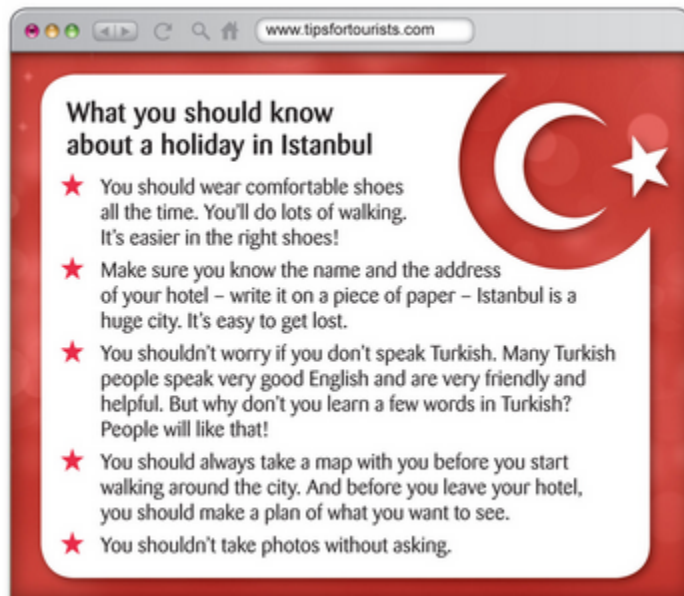 www.tipsfortourists.com
What you should know
about a holiday in Istanbul
You should wear comfortable shoes
all the time. You'll do lots of walking.
It's easier in the right shoes!
Make sure you know the name and the address
of your hotel – write it on a piece of paper – Istanbul is a
huge city. It's easy to get lost.
You shouldn't worry if you don't speak Turkish. Many Turkish
people speak very good English and are very friendly and
helpful. But why don't you learn a few words in Turkish?
People will like that!
You should always take a map with you before you start
walking around the city. And before you leave your hotel,
you should make a plan of what you want to see.
You shouldn't take photos without asking.